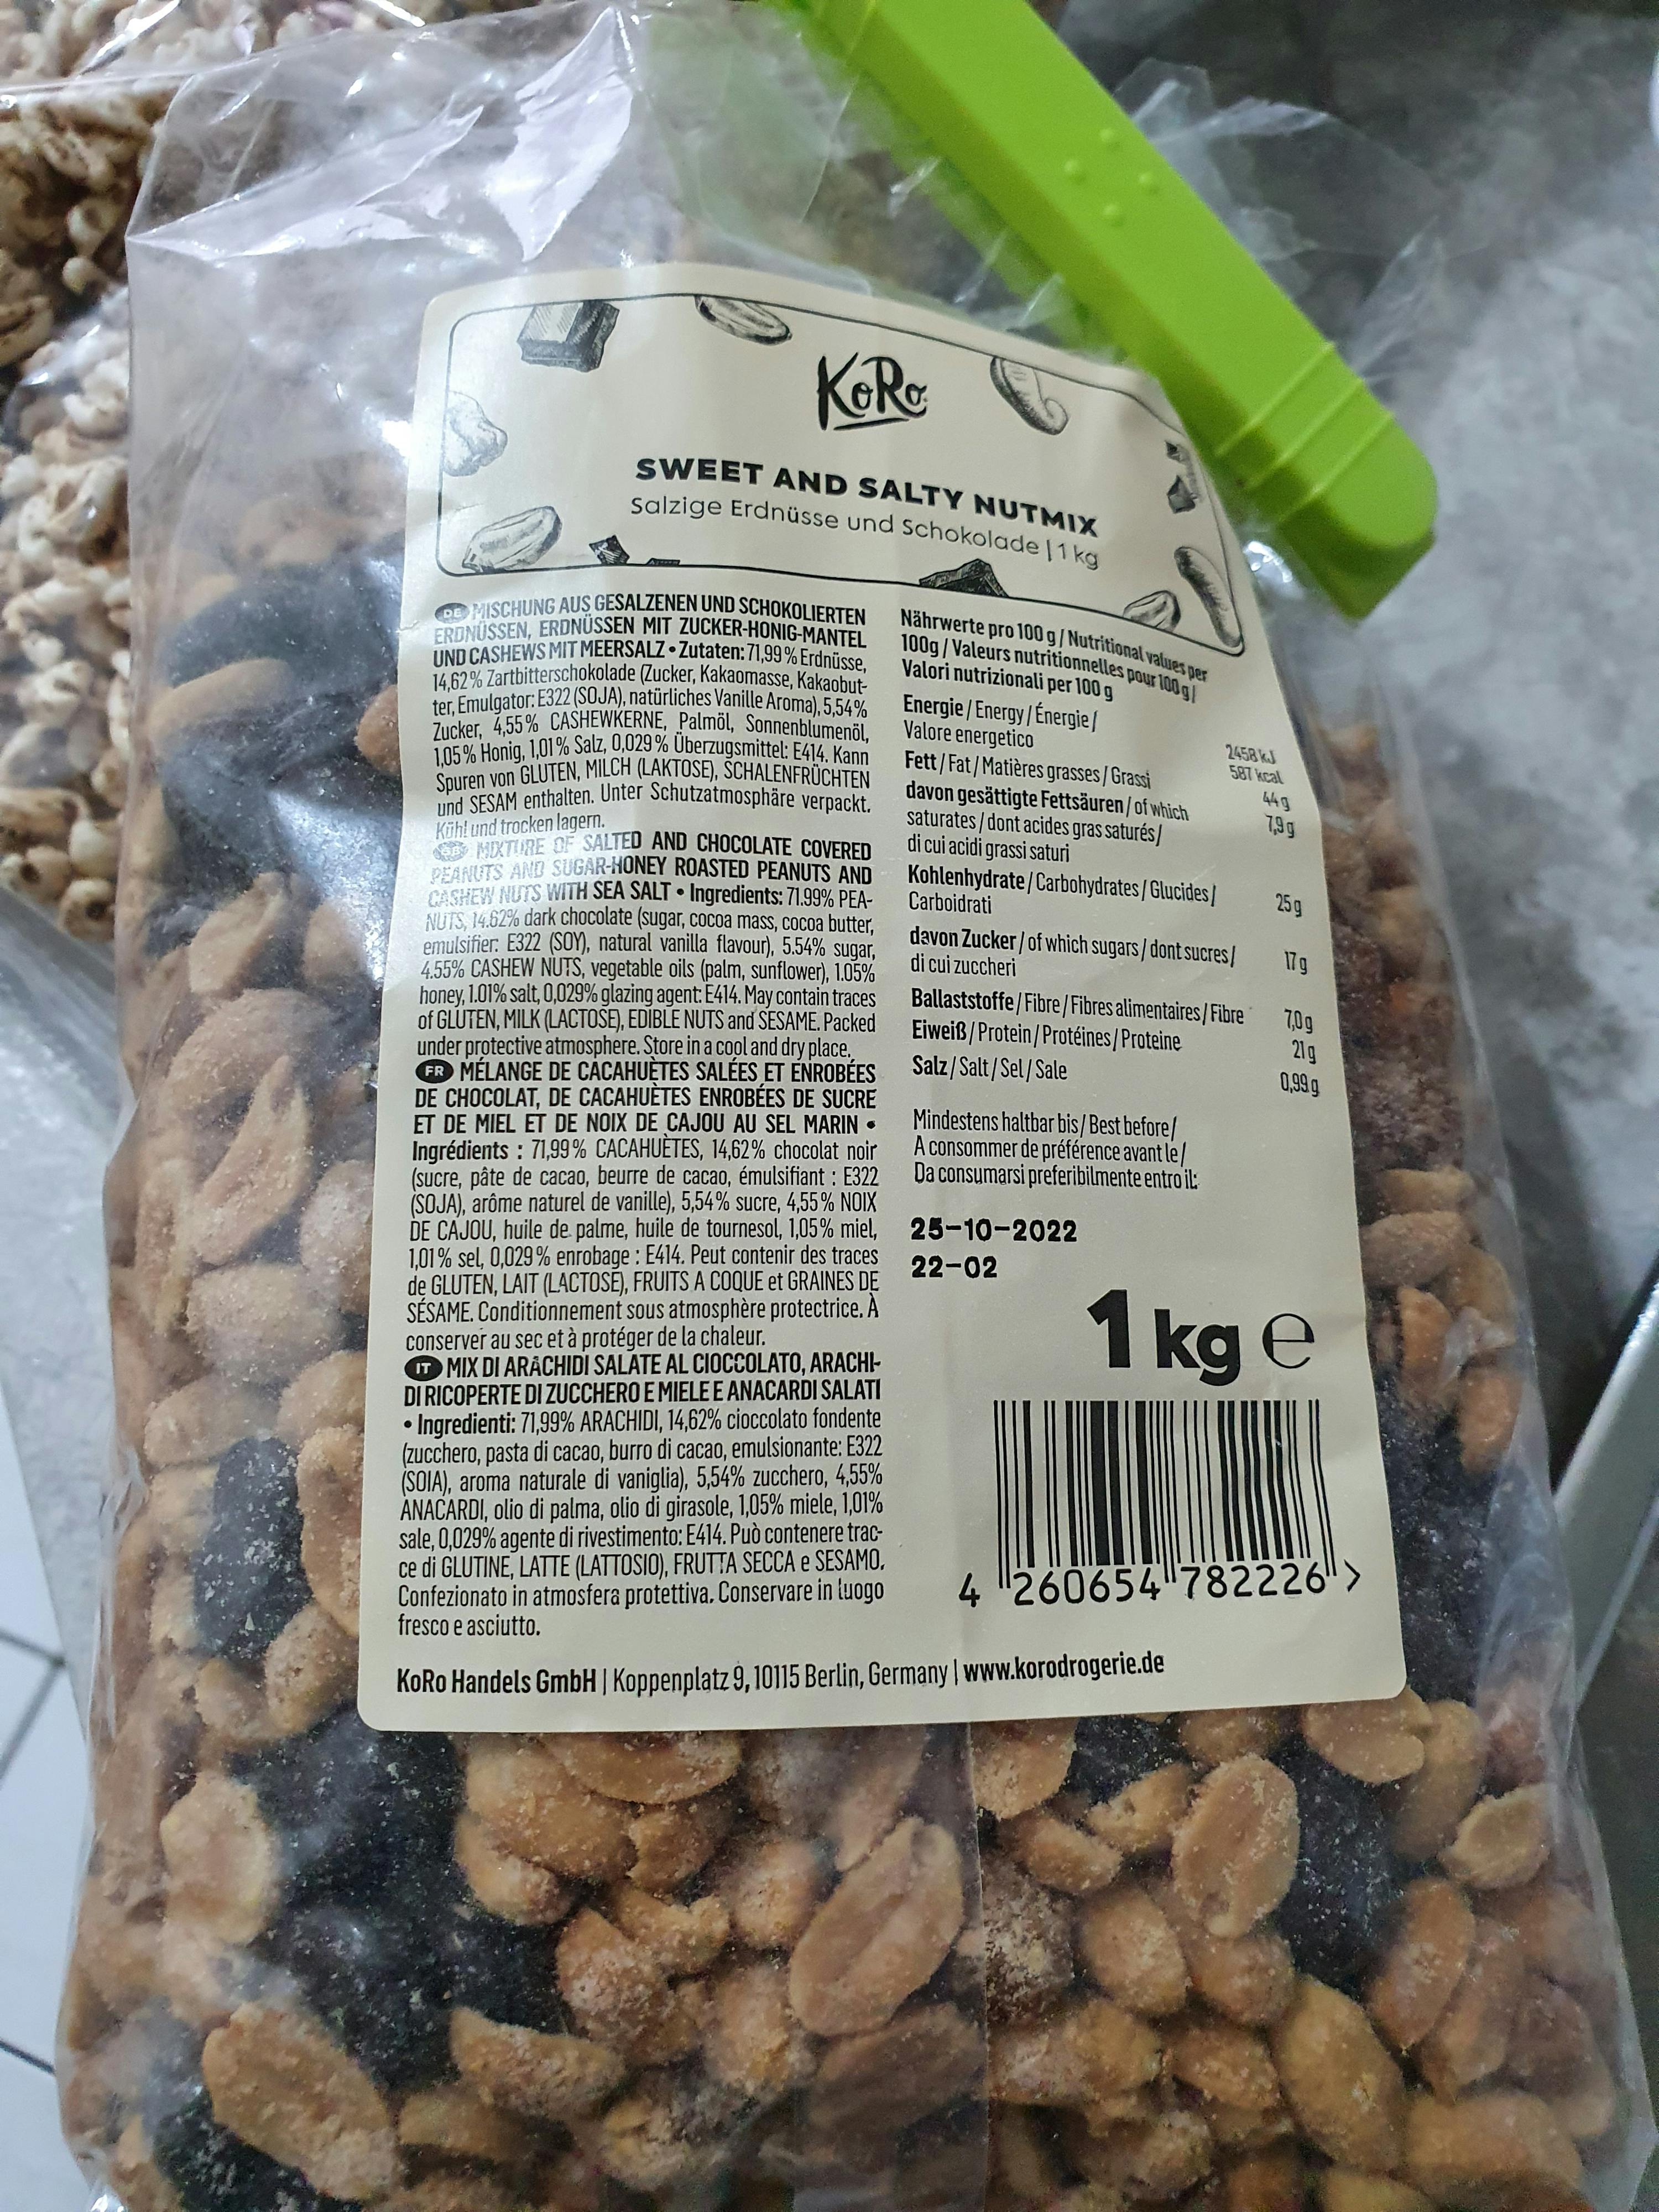 KoRo
SWEET AND SALTY NUTMIX
Salzige Erdnüsse und Schokolade | 1 kg
DE MISCHUNG AUS GESALZENEN UND SCHOKOLIERTEN
ERDNÜSSEN, ERDNÜSSEN MIT ZUCKER-HONIG-MANTEL
UND CASHEWS MIT MEERSALZ • Zutaten: 71,99 % Erdnüsse,
14,62 % Zartbitterschokolade (Zucker, Kakaomasse, Kakaobut-
ter, Emulgator: E322 (SOJA), natürliches Vanille Aroma), 5,54 %
Zucker, 4,55 % CASHEWKERNE, Palmöl, Sonnenblumenöl,
1,05 % Honig, 1,01 % Salz, 0,029 % Überzugsmittel: E414. Kann
Spuren von GLUTEN, MILCH (LAKTOSE), SCHALENFRÜCHTEN
und SESAM enthalten. Unter Schutzatmosphäre verpackt.
Kühl und trocken lagern.
GB MIXTURE OF SALTED AND CHOCOLATE COVERED
PEANUTS AND SUGAR-HONEY ROASTED PEANUTS AND
CASHEW NUTS WITH SEA SALT • Ingredients: 71.99% PEA-
NUTS, 14.62% dark chocolate (sugar, cocoa mass, cocoa butter,
emulsifier: E322 (SOY), natural vanilla flavour), 5.54% sugar,
4.55% CASHEW NUTS, vegetable oils (palm, sunflower), 1.05%
honey, 1.01% salt, 0,029% glazing agent: E414. May contain traces
of GLUTEN, MILK (LACTOSE), EDIBLE NUTS and SESAME. Packed
under protective atmosphere. Store in a cool and dry place.
FR MÉLANGE DE CACAHUÈTES SALÉES ET ENROBÉES
DE CHOCOLAT, DE CACAHUÈTES ENROBÉES DE SUCRE
ET DE MIEL ET DE NOIX DE CAJOU AU SEL MARIN •
Ingrédients : 71,99% CACAHUÈTES, 14,62% chocolat noir
(sucre, pâte de cacao, beurre de cacao, émulsifiant : E322
(SOJA), arôme naturel de vanille), 5,54% sucre, 4,55% NOIX
DE CAJOU, huile de palme, huile de tournesol, 1,05% miel,
1,01% sel, 0,029% enrobage : E414. Peut contenir des traces
de GLUTEN, LAIT (LACTOSE), FRUITS A COQUE et GRAINES DE
SÉSAME. Conditionnement sous atmosphère protectrice. À
conserver au sec et à protéger de la chaleur.
IT MIX DI ARACHIDI SALATE AL CIOCCOLATO, ARACHI-
DI RICOPERTE DI ZUCCHERO E MIELE E ANACARDI SALATI
• Ingredienti: 71,99% ARACHIDI, 14,62% cioccolato fondente
(zucchero, pasta di cacao, burro di cacao, emulsionante: E322
(SOIA), aroma naturale di vaniglia), 5,54% zucchero, 4,55%
ANACARDI, olio di palma, olio di girasole, 1,05% miele, 1,01%
sale, 0,029% agente di rivestimento: E414. Può contenere trac-
ce di GLUTINE, LATTE (LATTOSIO), FRUTTA SECCA e SESAMO.
Confezionato in atmosfera protettiva. Conservare in luogo
fresco e asciutto.
Nährwerte pro 100 g / Nutritional values per
100g / Valeurs nutritionnelles pour 100 g /
Valori nutrizionali per 100 g
Energie / Energy / Énergie / 2458 kJ
Valore energetico 587 kcal
Fett / Fat / Matières grasses / Grassi 44 g
davon gesättigte Fettsäuren / of which 7,9 g
saturates / dont acides gras saturés /
di cui acidi grassi saturi
Kohlenhydrate / Carbohydrates / Glucides / 25 g
Carboidrati
davon Zucker / of which sugars / dont sucres / 17 g
di cui zuccheri
Ballaststoffe / Fibre / Fibres alimentaires / Fibre 7,0 g
Eiweiß / Protein / Protéines / Proteine 21 g
Salz / Salt / Sel / Sale 0,99 g
Mindestens haltbar bis / Best before /
A consommer de préférence avant le /
Da consumarsi preferibilmente entro il:
25-10-2022
22-02
1 kg ℮
4 260654 782226 >
KoRo Handels GmbH | Koppenplatz 9, 10115 Berlin, Germany | www.korodrogerie.de